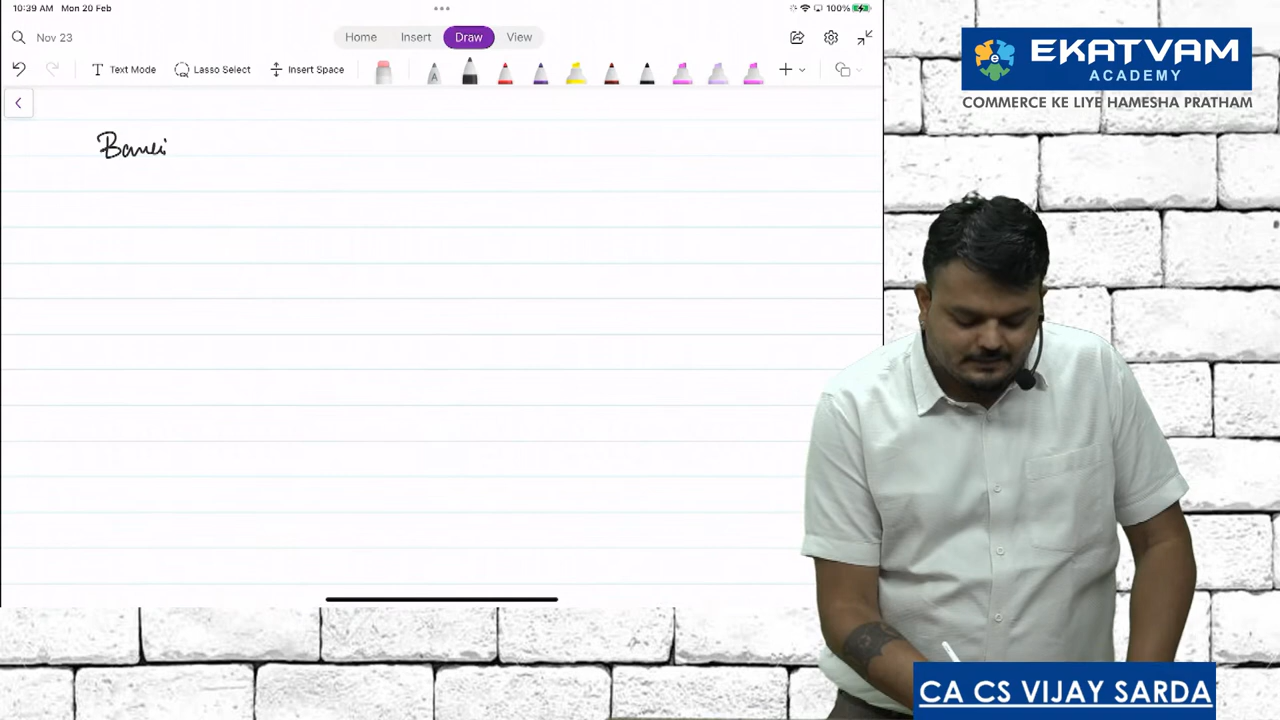 10:39 AM Mon 20 Feb
100%
Nov 23
Home Insert Draw View
Text Mode Lasso Select Insert Space
EKATVAM
ACADEMY
COMMERCE KE LIYE HAMESHA PRATHAM
CA CS VIJAY SARDA